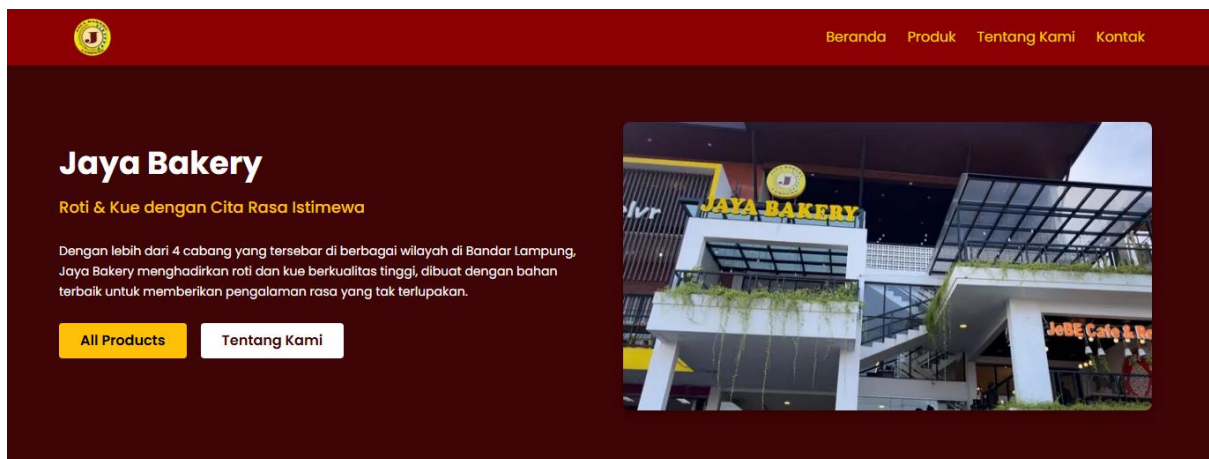 J
Beranda Produk Tentang Kami Kontak
Jaya Bakery
Roti & Kue dengan Cita Rasa Istimewa
Dengan lebih dari 4 cabang yang tersebar di berbagai wilayah di Bandar Lampung,
Jaya Bakery menghadirkan roti dan kue berkualitas tinggi, dibuat dengan bahan
terbaik untuk memberikan pengalaman rasa yang tak terlupakan.
All Products
Tentang Kami
J
JAYA BAKERY
JeBE Cafe &